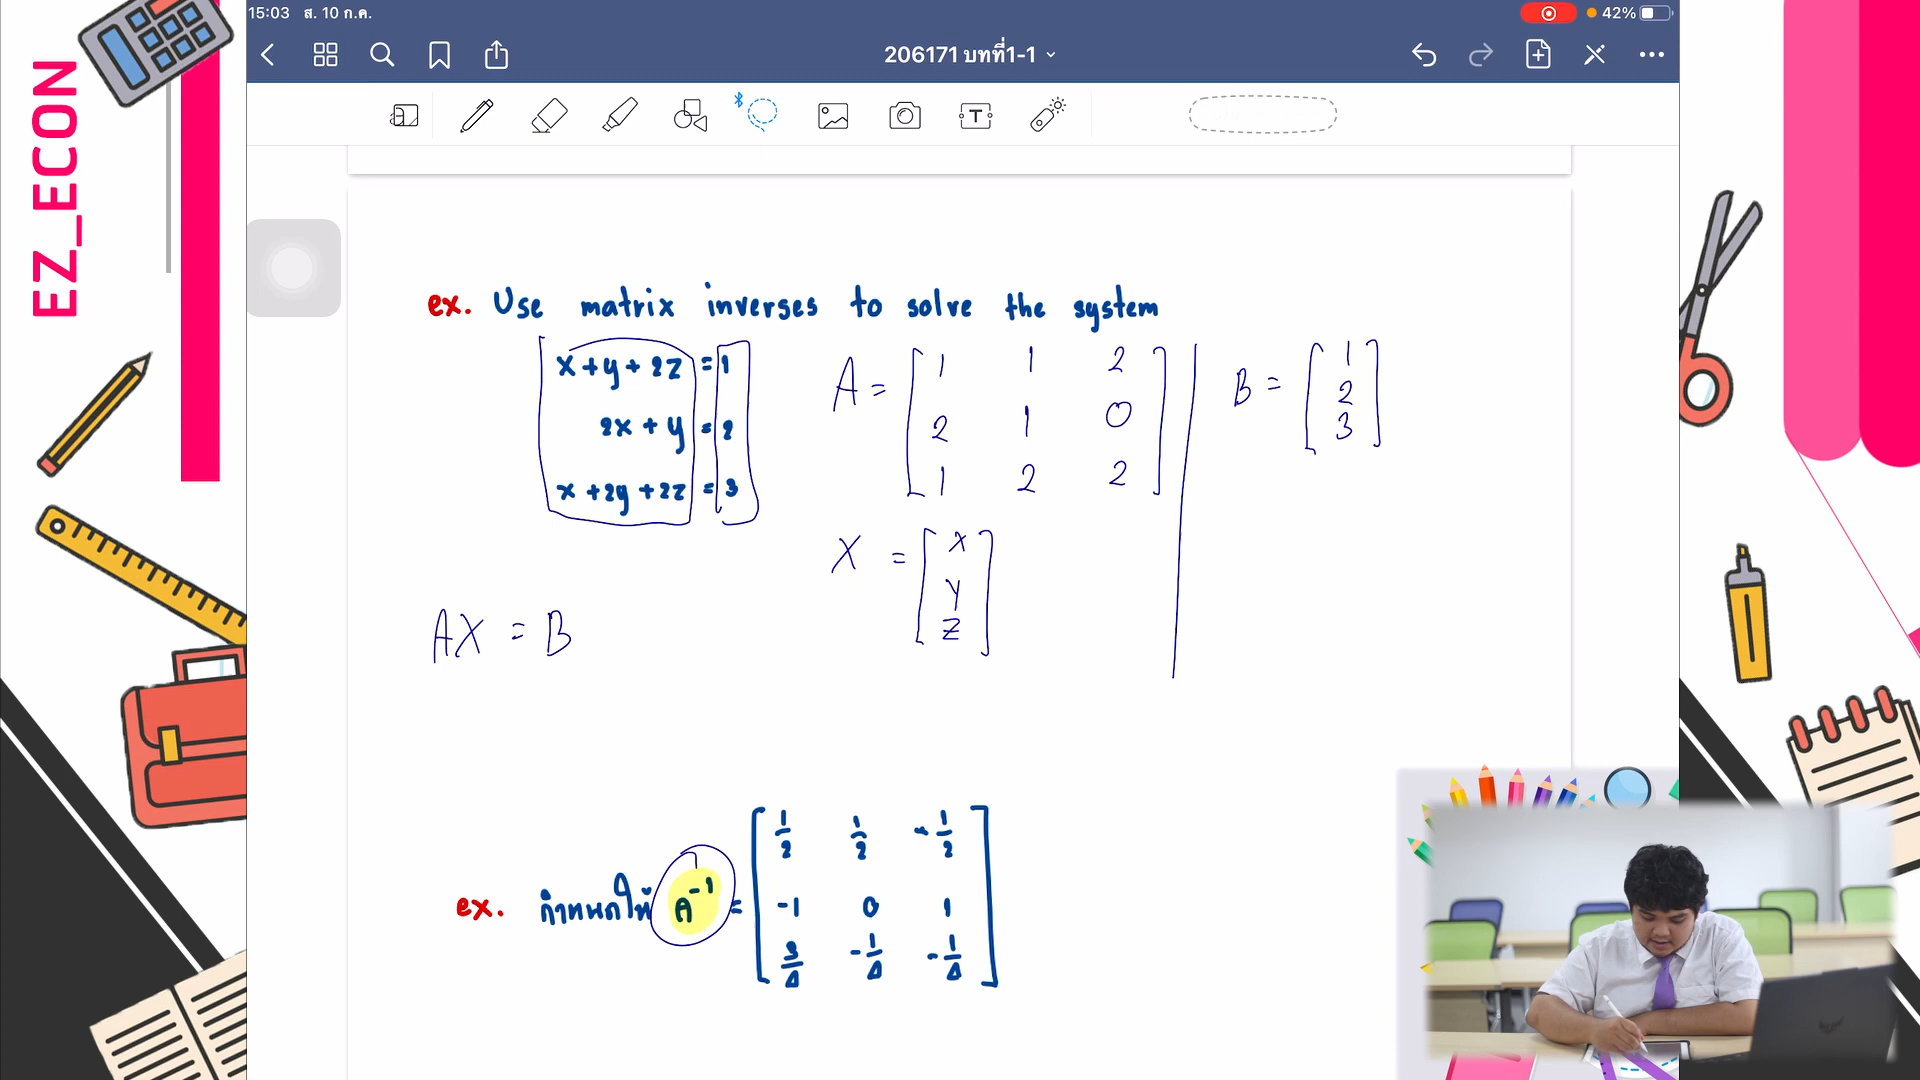 15:03 ส. 10 ก.ค.
42%
206171 บทที่1-1
EZ_ECON
ex. Use matrix inverses to solve the system
x + y + 2z = 1
2x + y = 2
x + 2y + 2z = 3
A = [ 1 1 2
2 1 0
1 2 2 ]
B = [ 1
2
3 ]
X = [ x
y
z ]
AX = B
ex. กำหนดให้ A⁻¹ = [ 1/2 1/2 -1/2
-1 0 1
3/4 -1/4 -1/4 ]